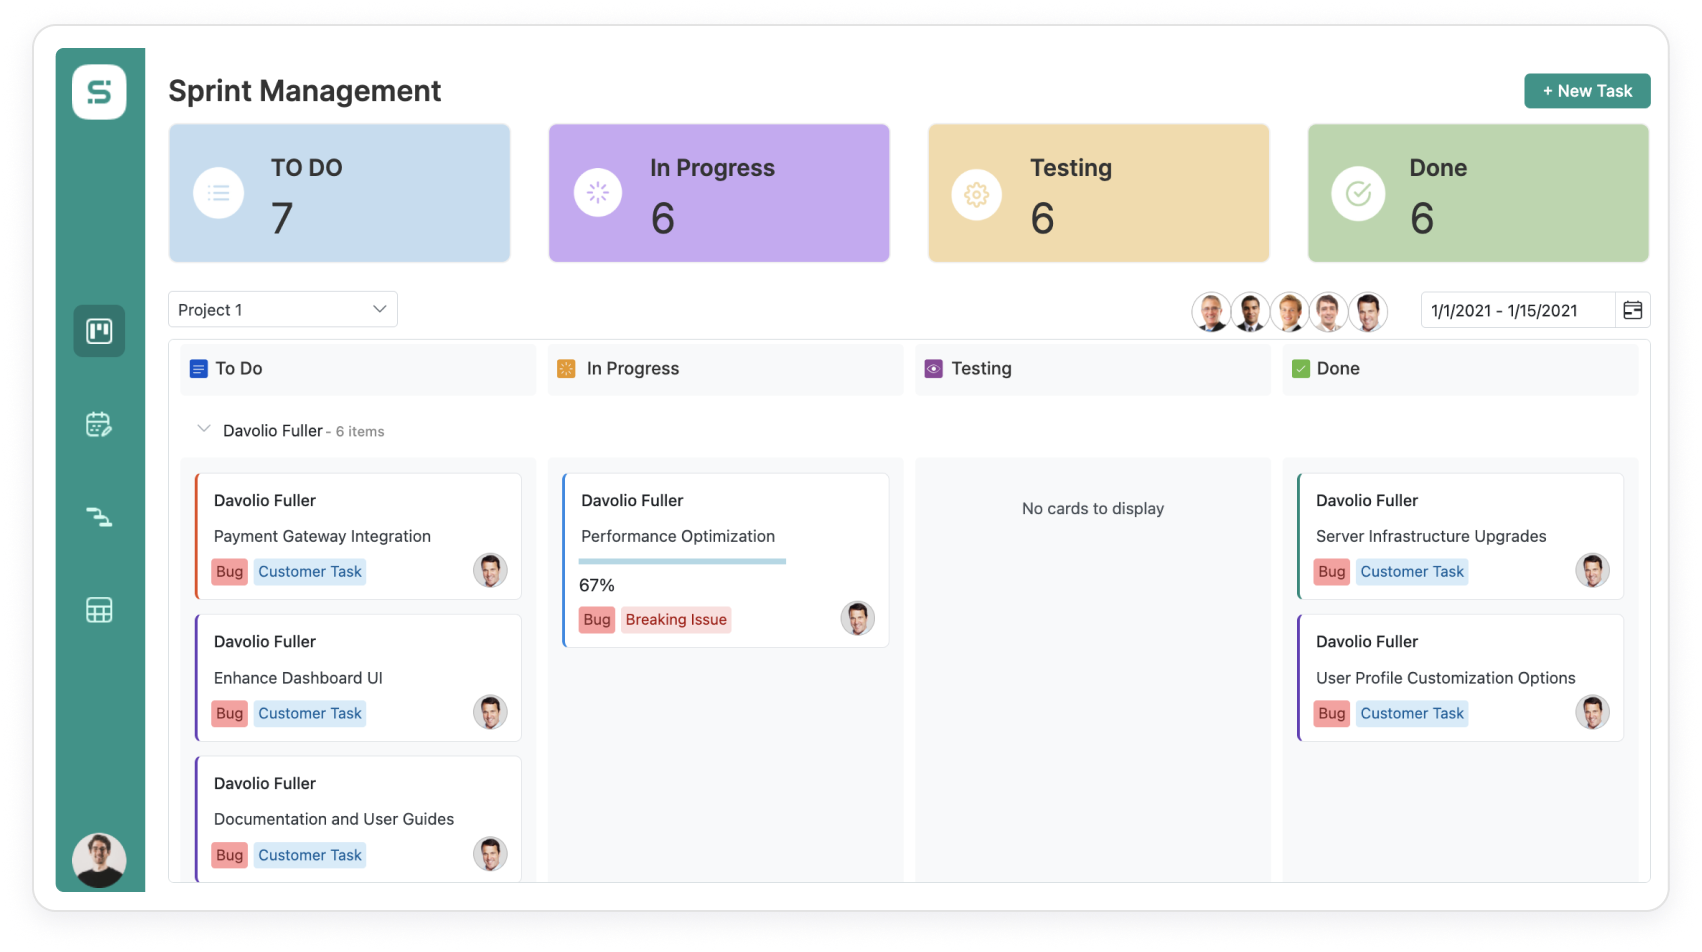 Sprint Management
+ New Task
TO DO
7
In Progress
6
Testing
6
Done
6
Project 1
1/1/2021 - 1/15/2021
To Do
In Progress
Testing
Done
Davolio Fuller - 6 items
Davolio Fuller
Payment Gateway Integration
Bug Customer Task
Davolio Fuller
Enhance Dashboard UI
Bug Customer Task
Davolio Fuller
Documentation and User Guides
Bug Customer Task
Davolio Fuller
Performance Optimization
67%
Bug Breaking Issue
No cards to display
Davolio Fuller
Server Infrastructure Upgrades
Bug Customer Task
Davolio Fuller
User Profile Customization Options
Bug Customer Task